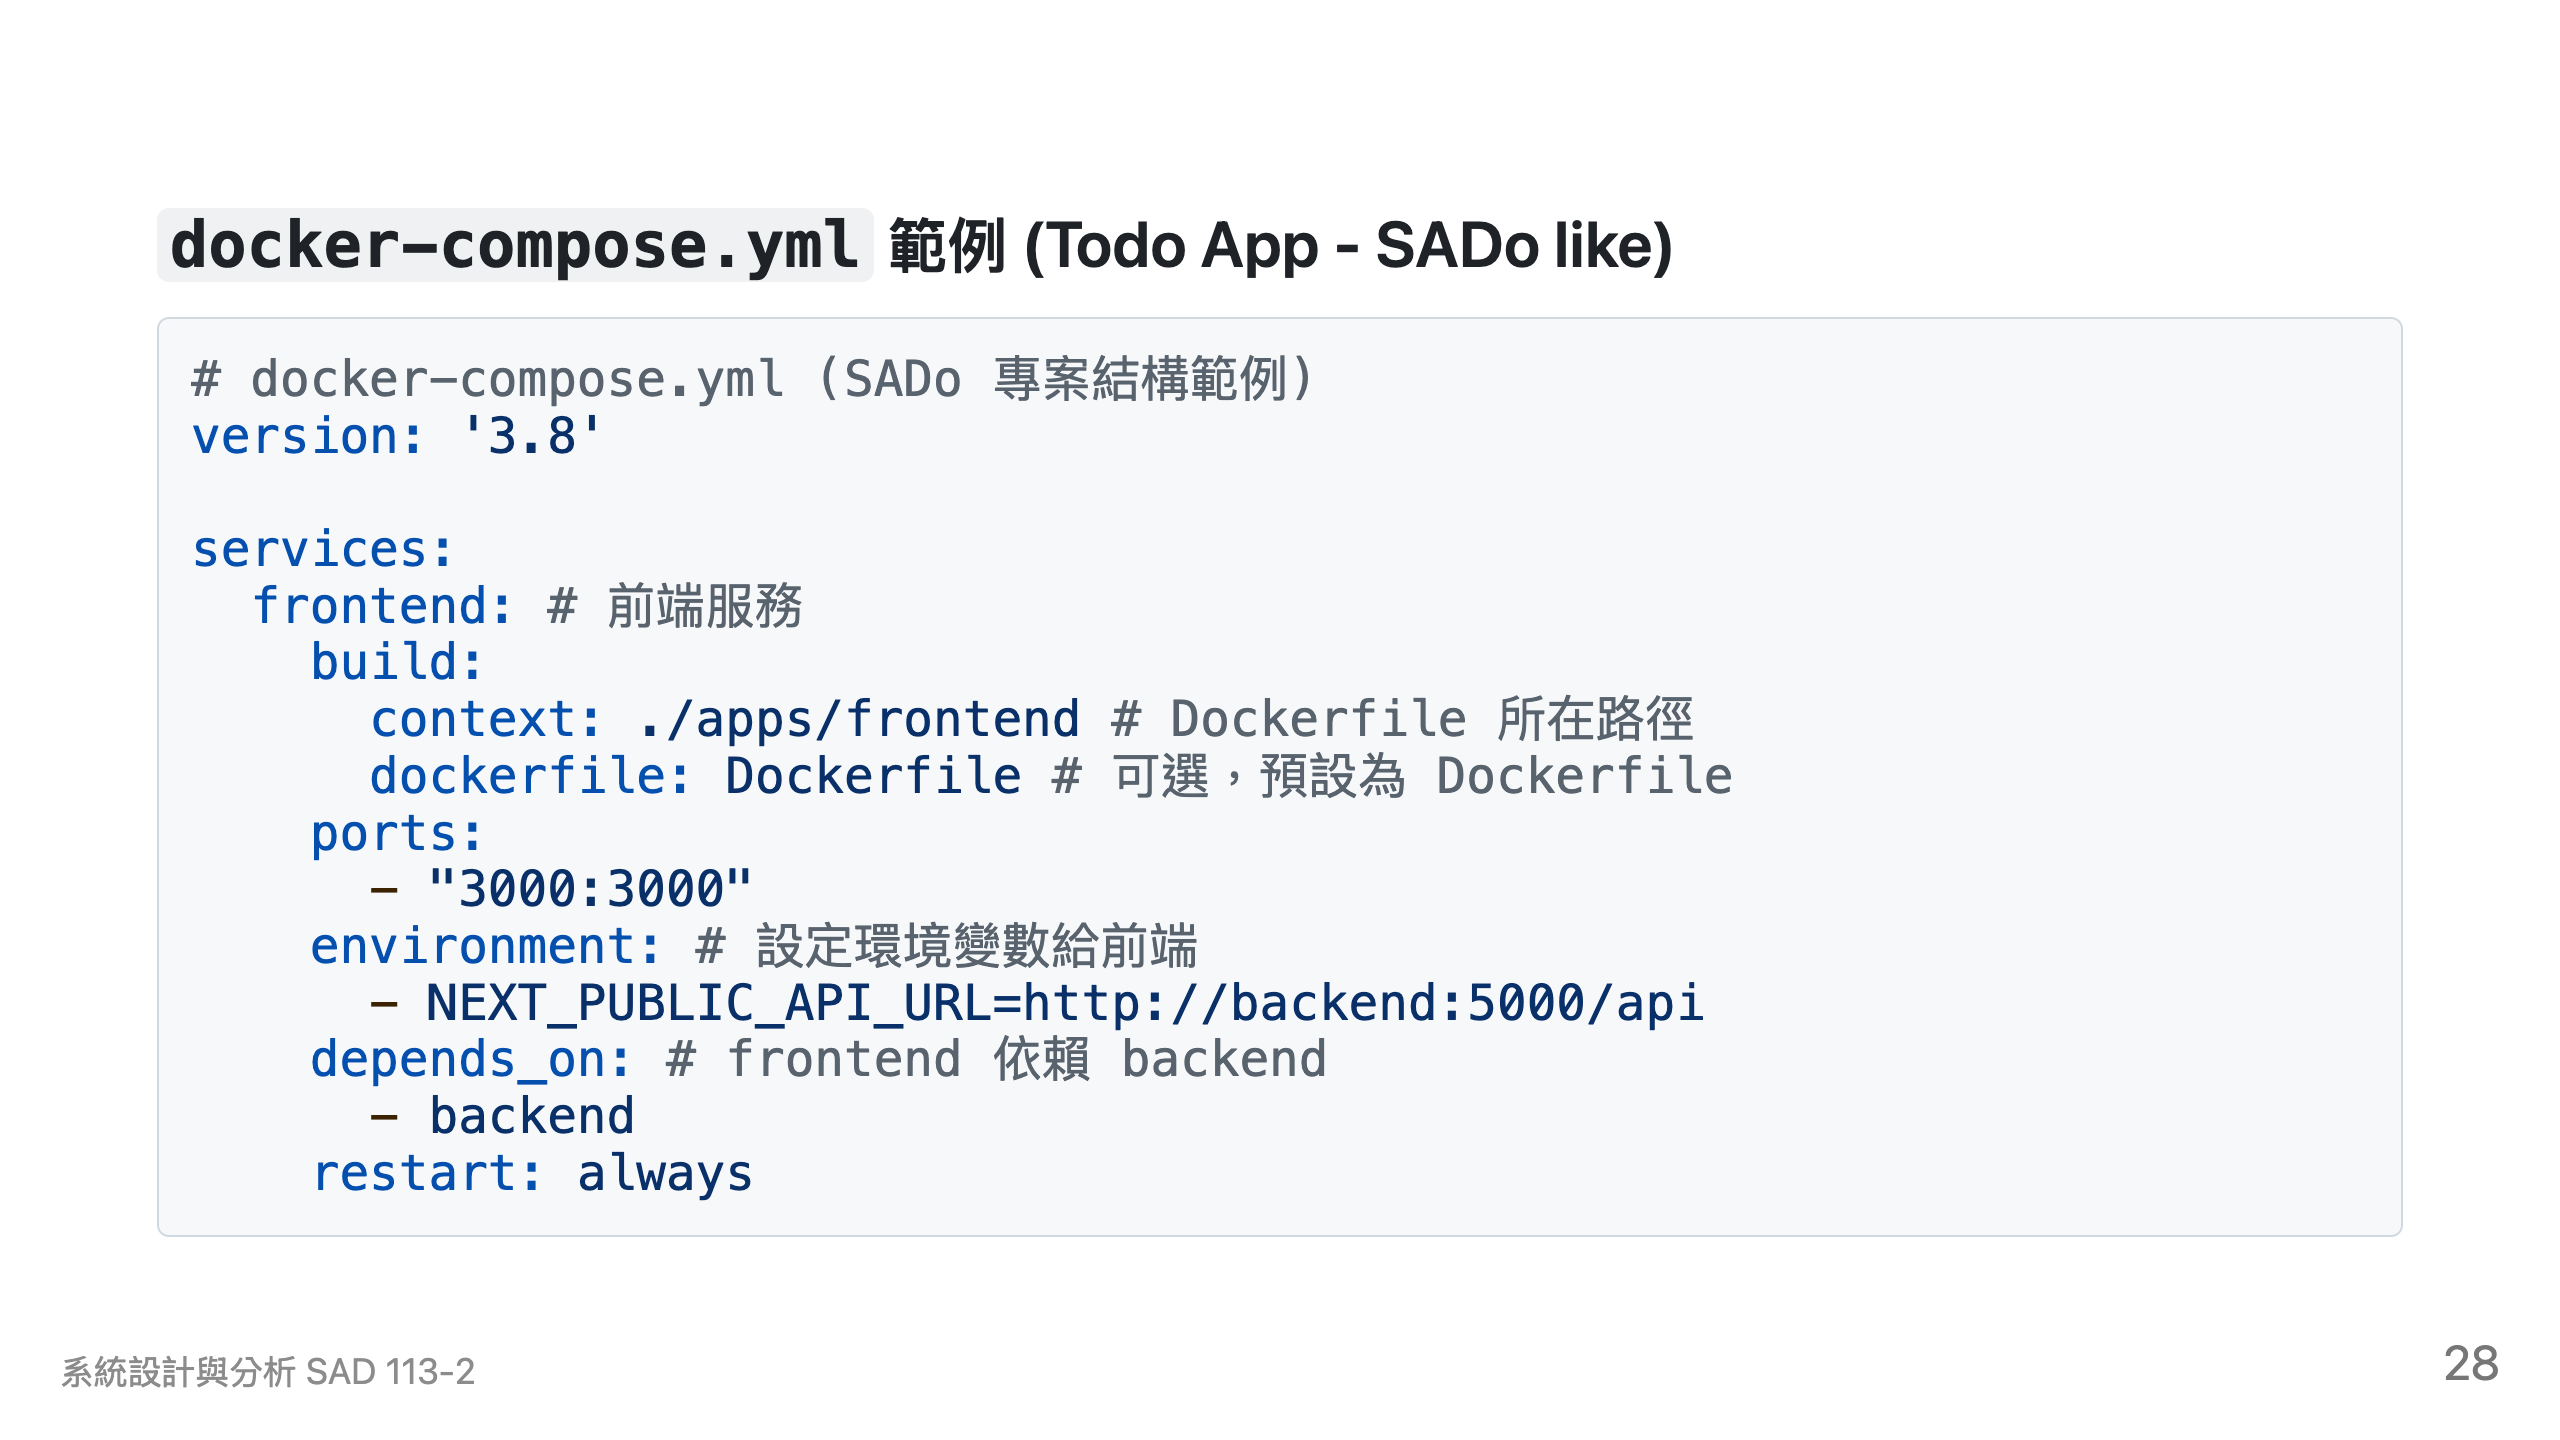 docker-compose.yml 範例 (Todo App - SADo like)
# docker-compose.yml (SADo 專案結構範例)
version: '3.8'

services:
  frontend: # 前端服務
    build:
      context: ./apps/frontend # Dockerfile 所在路徑
      dockerfile: Dockerfile # 可選，預設為 Dockerfile
    ports:
      - "3000:3000"
    environment: # 設定環境變數給前端
      - NEXT_PUBLIC_API_URL=http://backend:5000/api
    depends_on: # frontend 依賴 backend
      - backend
    restart: always
系統設計與分析 SAD 113-2
28